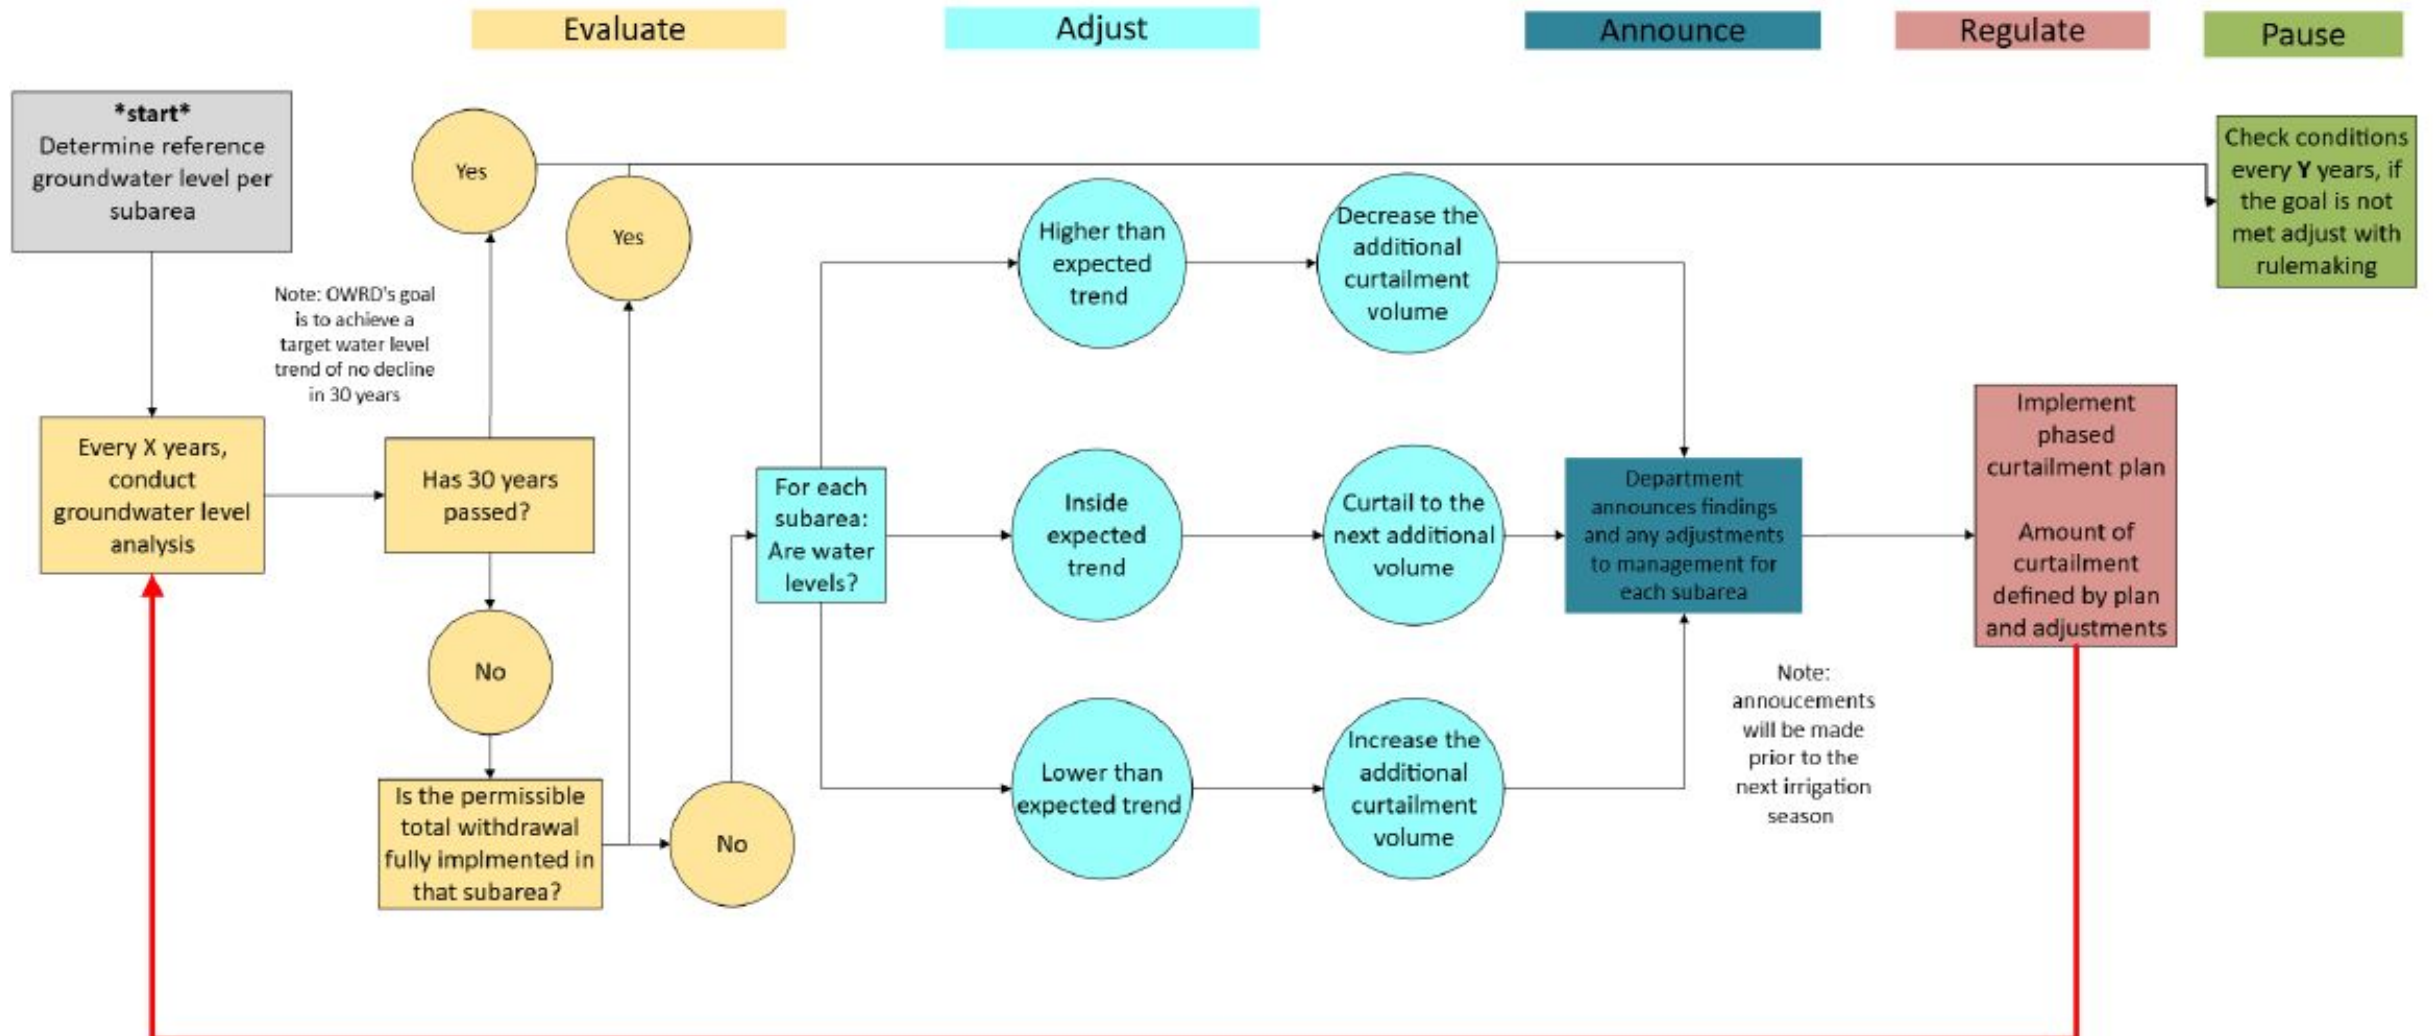 Evaluate
Adjust
Announce
Regulate
Pause
*start*
Determine reference
groundwater level per
subarea
Note: OWRD's goal
is to achieve a
target water level
trend of no decline
in 30 years
Every X years,
conduct
groundwater level
analysis
Has 30 years
passed?
Yes
Yes
No
Is the permissible
total withdrawal
fully implmented in
that subarea?
No
For each
subarea:
Are water
levels?
Higher than
expected
trend
Decrease the
additional
curtailment
volume
Inside
expected
trend
Curtail to the
next additional
volume
Lower than
expected trend
Increase the
additional
curtailment
volume
Department
announces findings
and any adjustments
to management for
each subarea
Note:
annoucements
will be made
prior to the
next irrigation
season
Implement
phased
curtailment plan
Amount of
curtailment
defined by plan
and adjustments
Check conditions
every Y years, if
the goal is not
met adjust with
rulemaking